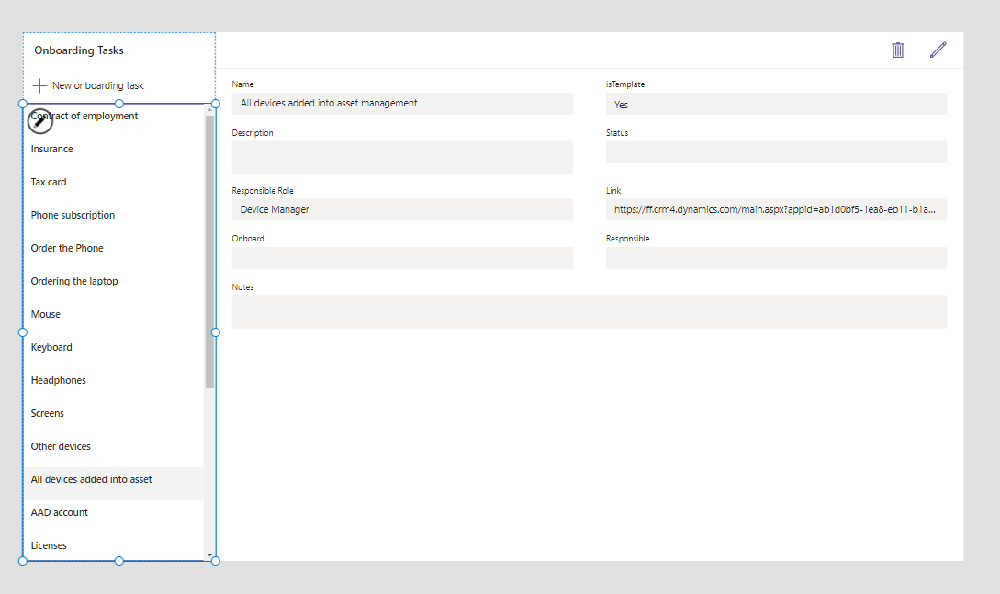 Onboarding Tasks
New onboarding task
Contract of employment
Insurance
Tax card
Phone subscription
Order the Phone
Ordering the laptop
Mouse
Keyboard
Headphones
Screens
Other devices
All devices added into asset
AAD account
Licenses
Name
All devices added into asset management
isTemplate
Yes
Description
Status
Responsible Role
Device Manager
Link
https://ff.crm4.dynamics.com/main.aspx?appid=ab1d0bf5-1ea8-eb11-b1a...
Onboard
Responsible
Notes